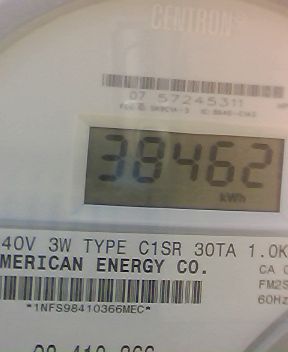 CENTRON
07 57245311
38462
kWh
40V 3W TYPE C1SR 30TA 1.0K
MERICAN ENERGY CO.
CA 0
FM2S
60Hz
*1NFS98410366MEC*